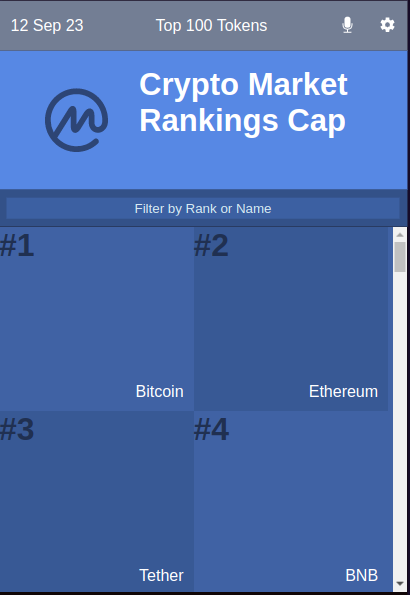 12 Sep 23 Top 100 Tokens
Crypto Market
Rankings Cap
Filter by Rank or Name
#1 #2
Bitcoin Ethereum
#3 #4
Tether BNB